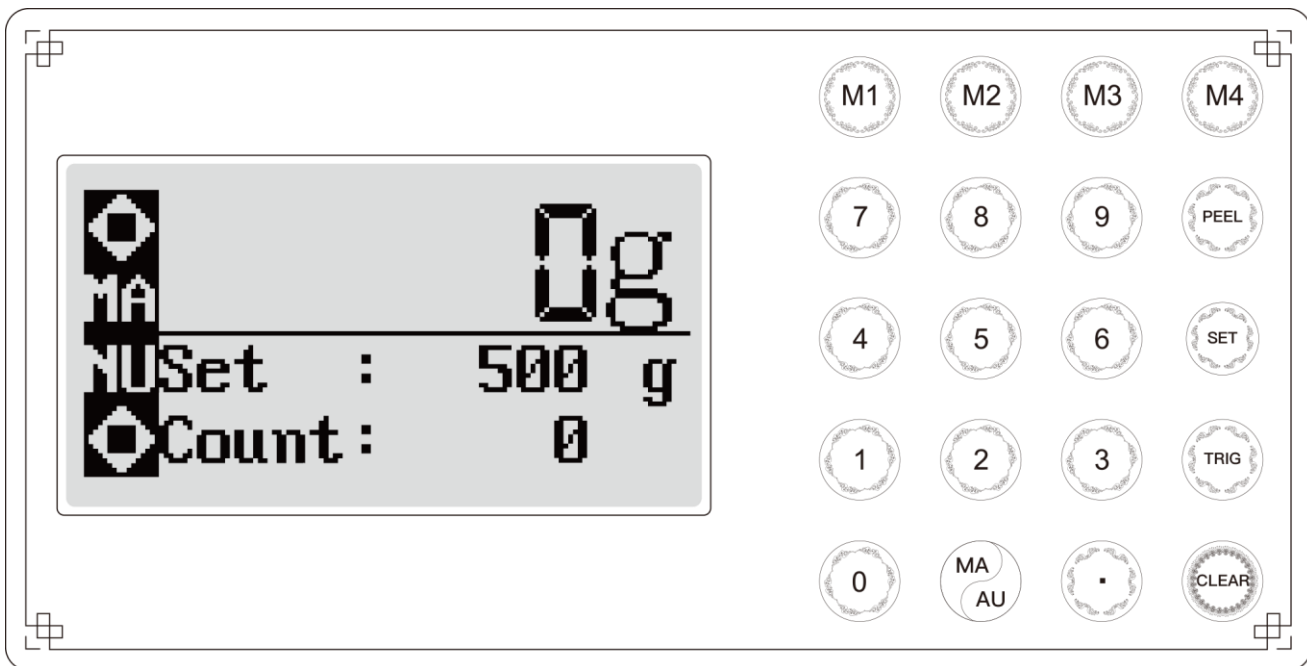 0g
MA
NU
Set : 500 g
Count: 0
M1 M2 M3 M4
7 8 9 PEEL
4 5 6 SET
1 2 3 TRIG
0 MA AU . CLEAR